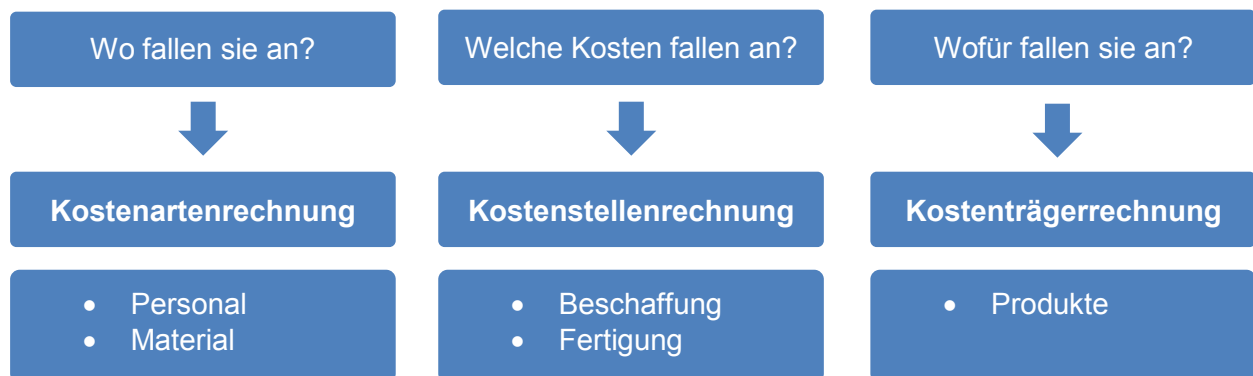 Wo fallen sie an?
Welche Kosten fallen an?
Wofür fallen sie an?
Kostenartenrechnung
Kostenstellenrechnung
Kostenträgerrechnung
• Personal
• Material
• Beschaffung
• Fertigung
• Produkte